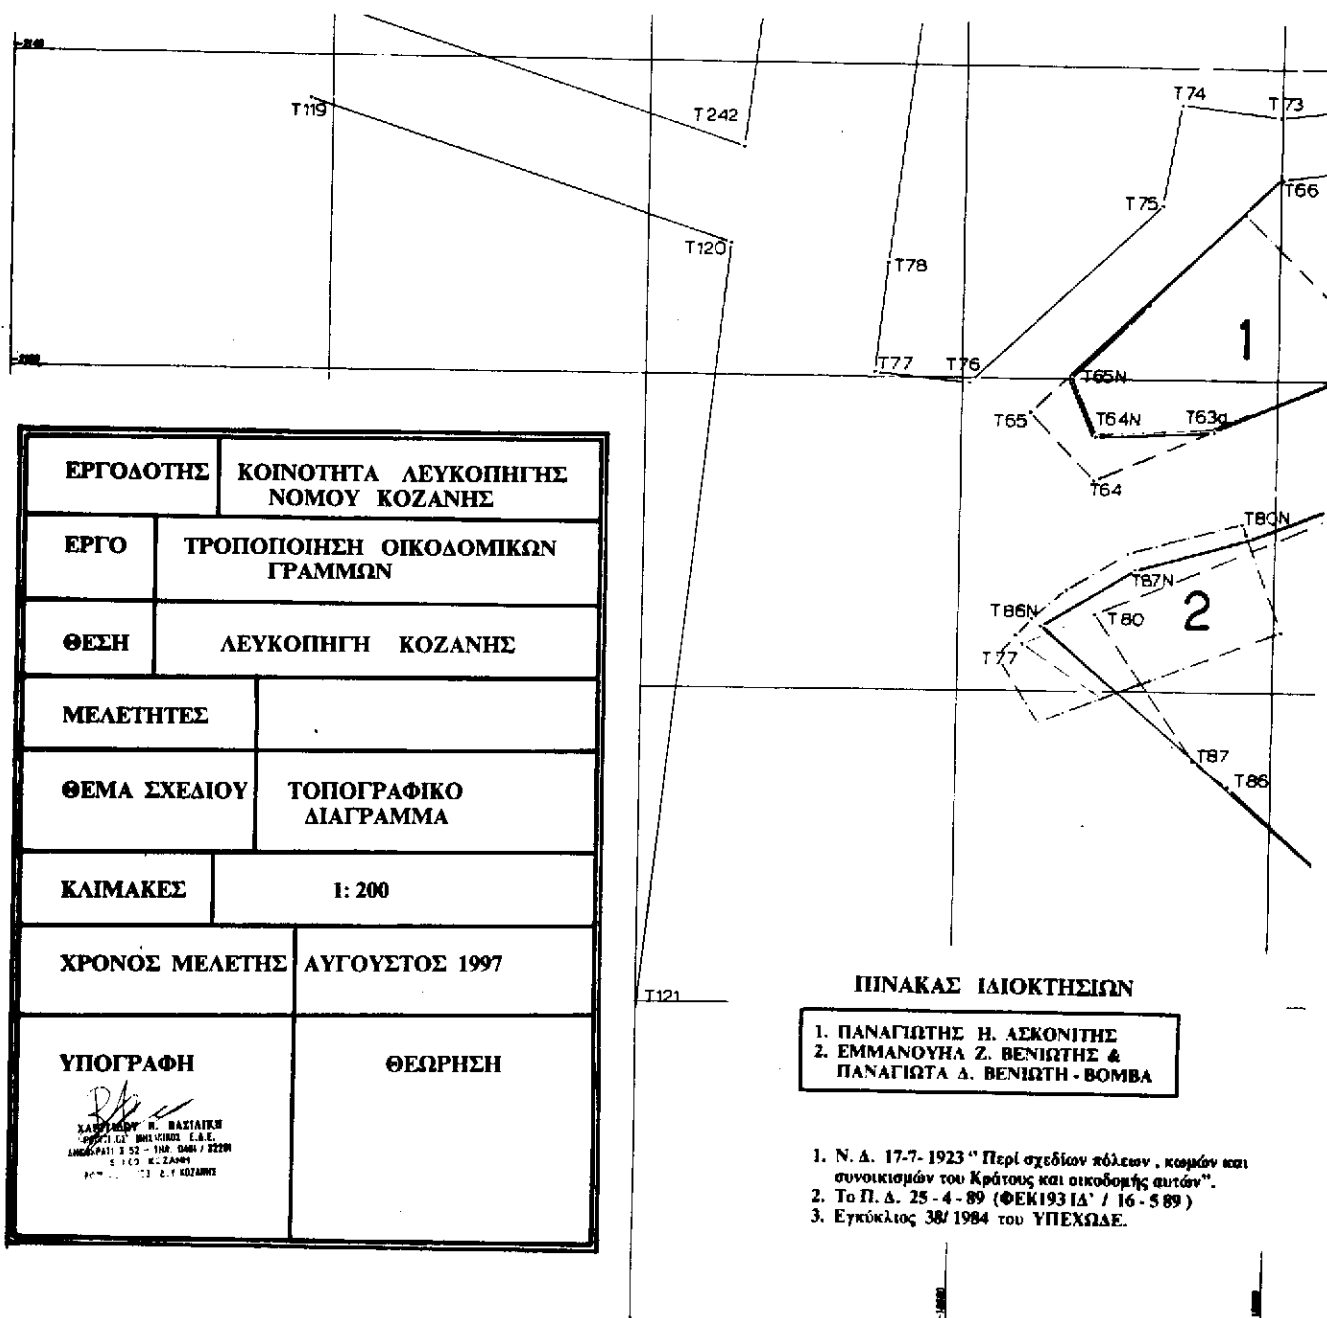 T119
T242
T74
T73
T66
T75
T120
T78
T77
T76
T65N
1
T65
T64N
T63α
T64
T80N
T87N
T86N
T80
2
T77
T87
T86
T121
ΕΡΓΟΔΟΤΗΣ ΚΟΙΝΟΤΗΤΑ ΛΕΥΚΟΠΗΓΗΣ
ΝΟΜΟΥ ΚΟΖΑΝΗΣ
ΕΡΓΟ ΤΡΟΠΟΠΟΙΗΣΗ ΟΙΚΟΔΟΜΙΚΩΝ
ΓΡΑΜΜΩΝ
ΘΕΣΗ ΛΕΥΚΟΠΗΓΗ ΚΟΖΑΝΗΣ
ΜΕΛΕΤΗΤΕΣ
ΘΕΜΑ ΣΧΕΔΙΟΥ ΤΟΠΟΓΡΑΦΙΚΟ
ΔΙΑΓΡΑΜΜΑ
ΚΛΙΜΑΚΕΣ 1: 200
ΧΡΟΝΟΣ ΜΕΛΕΤΗΣ ΑΥΓΟΥΣΤΟΣ 1997
ΥΠΟΓΡΑΦΗ ΘΕΩΡΗΣΗ
ΠΙΝΑΚΑΣ ΙΔΙΟΚΤΗΣΙΩΝ
1. ΠΑΝΑΓΙΩΤΗΣ Η. ΑΣΚΟΝΙΤΗΣ
2. ΕΜΜΑΝΟΥΗΛ Ζ. ΒΕΝΙΩΤΗΣ &
ΠΑΝΑΓΙΩΤΑ Δ. ΒΕΝΙΩΤΗ - ΒΟΜΒΑ
1. Ν. Δ. 17-7- 1923 " Περί σχεδίων πόλεων , κωμών και
συνοικισμών του Κράτους και οικοδομής αυτών".
2. Το Π. Δ. 25 - 4 - 89 (ΦΕΚ193 ΙΔ' / 16 - 5 89 )
3. Εγκύκλιος 38/ 1984 του ΥΠΕΧΩΔΕ.